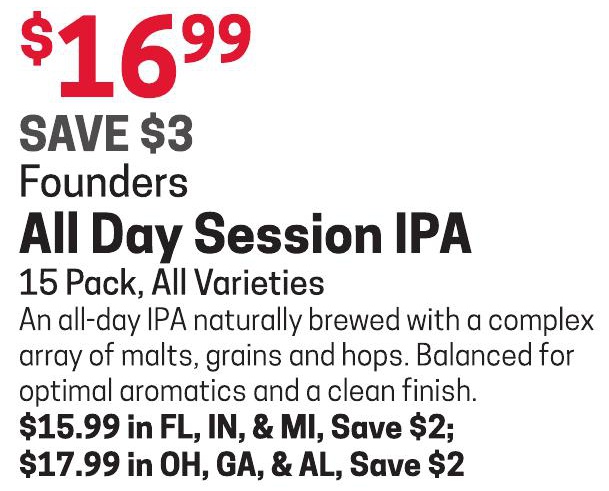 $16.99
SAVE $3
Founders
All Day Session IPA
15 Pack, All Varieties
An all-day IPA naturally brewed with a complex
array of malts, grains and hops. Balanced for
optimal aromatics and a clean finish.
$15.99 in FL, IN, & MI, Save $2;
$17.99 in OH, GA, & AL, Save $2